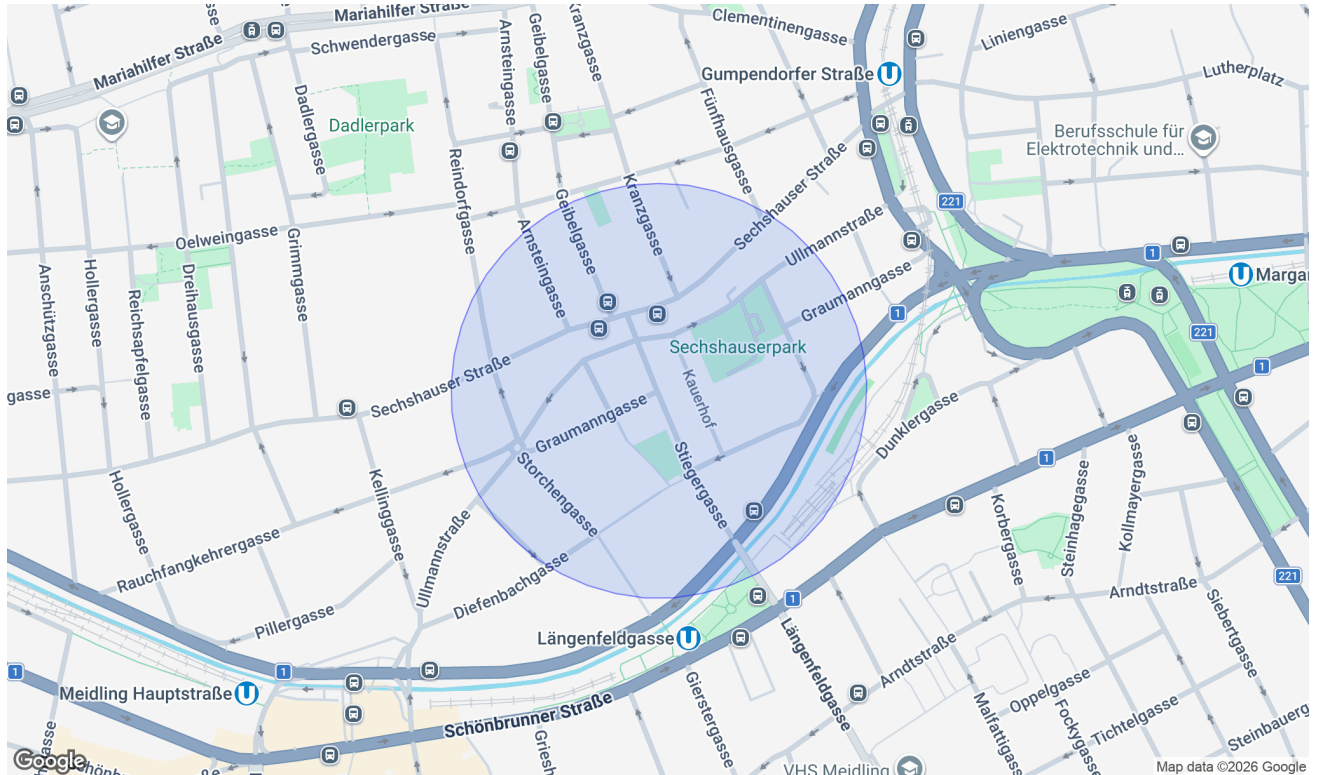 Mariahilfer Straße
Clementinengasse
Liniengasse
Mariahilfer Straße
Schwendergasse
Arnsteingasse
Geibelgasse
Kranzgasse
Gumpendorfer Straße
Lutherplatz
Dadlergasse
Dadlerpark
Fünfhausgasse
Berufsschule für
Elektrotechnik und...
Reindorfgasse
Kranzgasse
Sechshauser Straße
Geibelgasse
221
Oelweingasse
Grimmgasse
Arnsteingasse
Ullmannstraße
1
Anschützgasse
Hollergasse
Reichsapfelgasse
Dreihausgasse
Graumanngasse
Margar
1
221
Sechshauserpark
Sechshauser Straße
1
gasse
Kauerhof
Graumanngasse
Dunklergasse
Storchengasse
Stiegergasse
1
Hollergasse
Kellinggasse
Korbergasse
Steinhagegasse
Kollmayergasse
Rauchfangkehrergasse
Ullmannstraße
Diefenbachgasse
221
Arndtstraße
1
Pillergasse
Siebertgasse
Längenfeldgasse
Längenfeldgasse
Arndtstraße
1
1
Meidling Hauptstraße
Gierstergasse
Malfattigasse
Oppelgasse
Fockygasse
Tichtelgasse
Steinbauerg
Schönbrunner Straße
Griesh
VHS Meidling
Google
Map data ©2026 Google